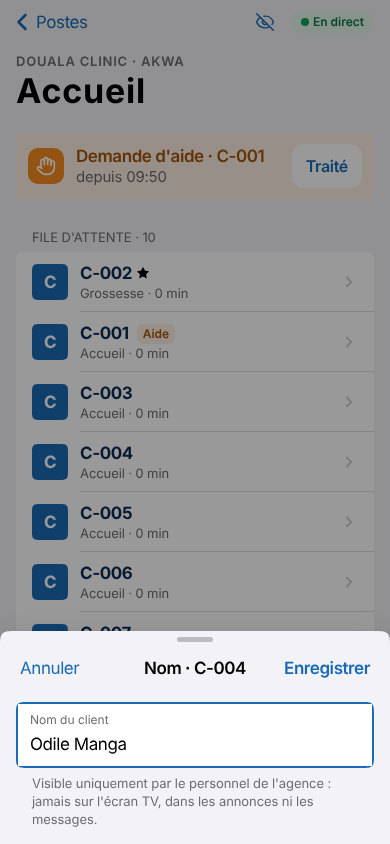 Postes
En direct
DOUALA CLINIC · AKWA
Accueil
Demande d'aide · C-001
depuis 09:50
Traité
FILE D'ATTENTE · 10
C
C-002 ★
Grossesse · 0 min
C
C-001 Aide
Accueil · 0 min
C
C-003
Accueil · 0 min
C
C-004
Accueil · 0 min
C
C-005
Accueil · 0 min
C
C-006
Accueil · 0 min
Annuler
Nom · C-004
Enregistrer
Nom du client
Odile Manga
Visible uniquement par le personnel de l'agence :
jamais sur l'écran TV, dans les annonces ni les
messages.